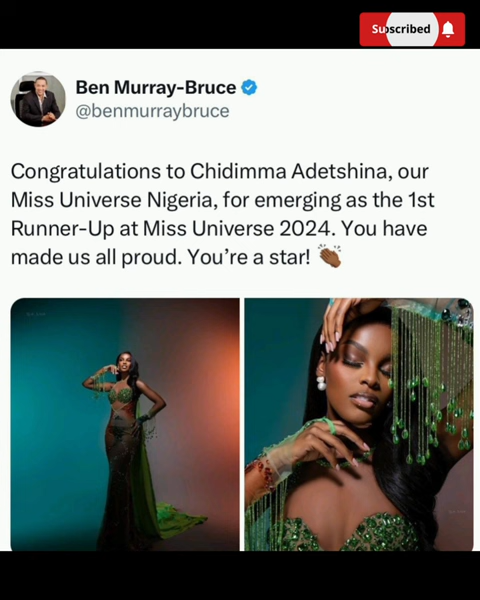 Subscribed
Ben Murray-Bruce
@benmurraybruce
Congratulations to Chidimma Adetshina, our
Miss Universe Nigeria, for emerging as the 1st
Runner-Up at Miss Universe 2024. You have
made us all proud. You’re a star! 👏🏾